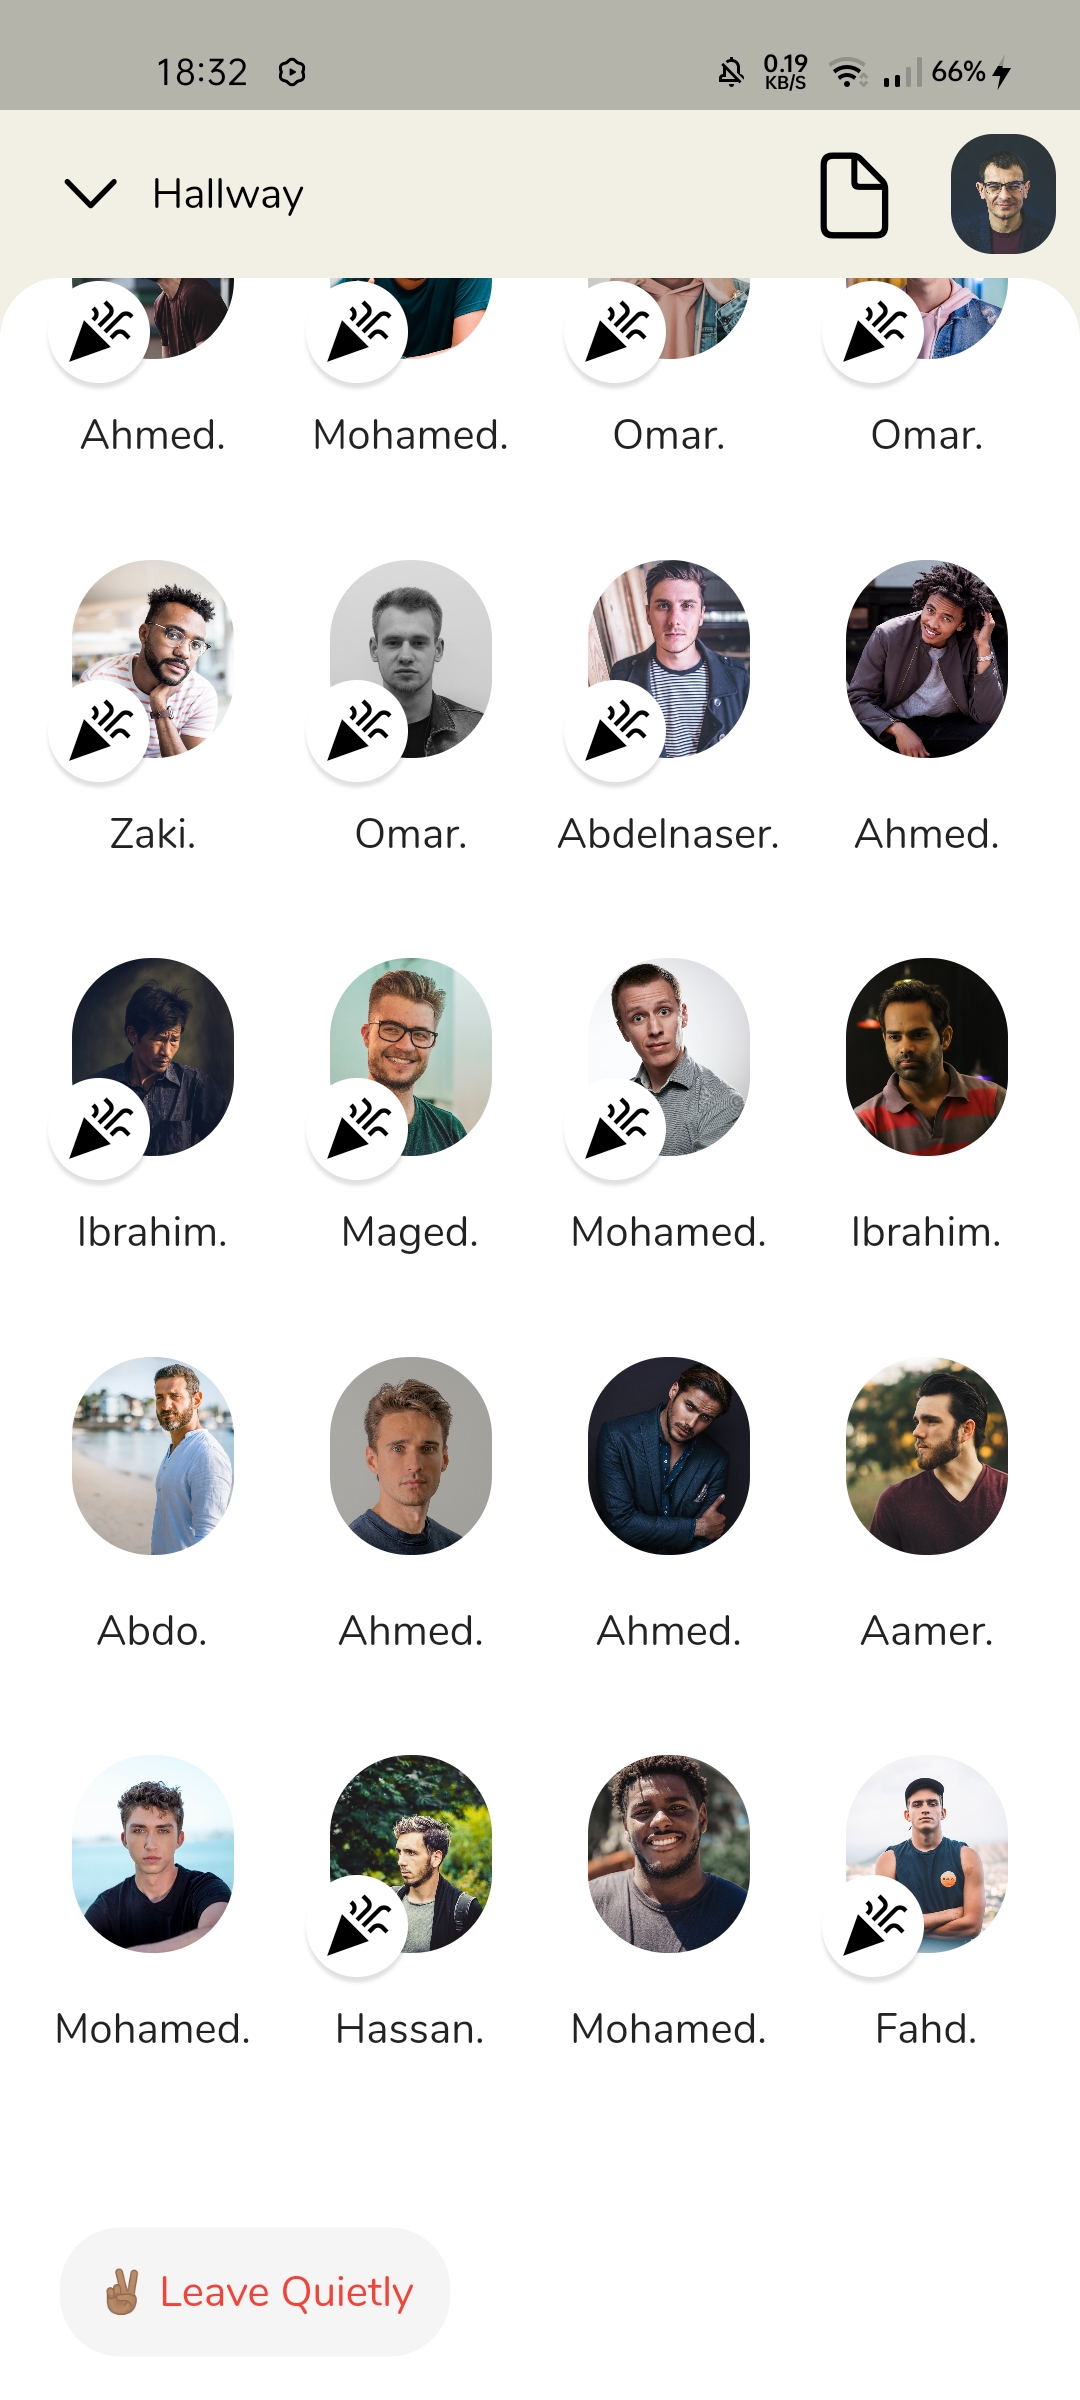 18:32 0.19 KB/S 66%
Hallway
Ahmed. Mohamed. Omar. Omar.
Zaki. Omar. Abdelnaser. Ahmed.
Ibrahim. Maged. Mohamed. Ibrahim.
Abdo. Ahmed. Ahmed. Aamer.
Mohamed. Hassan. Mohamed. Fahd.
✌🏽 Leave Quietly